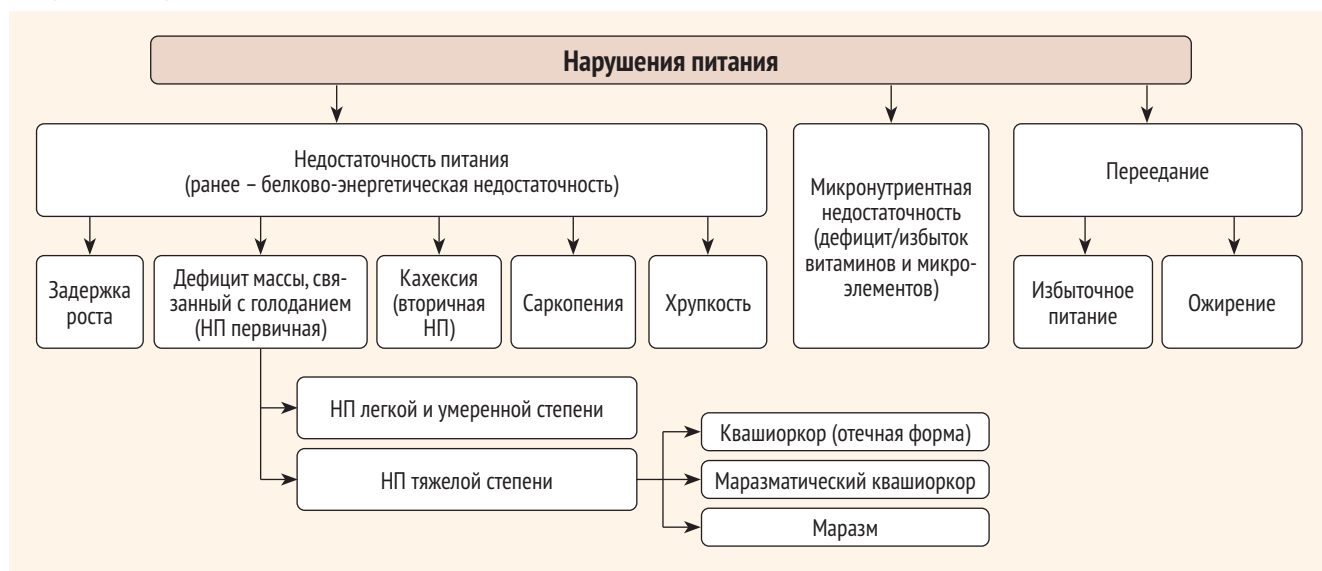 Нарушения питания
Недостаточность питания
(ранее – белково-энергетическая недостаточность)
Микронутриентная
недостаточность
(дефицит/избыток
витаминов и микро-
элементов)
Переедание
Задержка
роста
Дефицит массы, свя-
занный с голоданием
(НП первичная)
Кахексия
(вторичная
НП)
Саркопения
Хрупкость
Избыточное
питание
Ожирение
НП легкой и умеренной степени
НП тяжелой степени
Квашиоркор (отечная форма)
Маразматический квашиоркор
Маразм